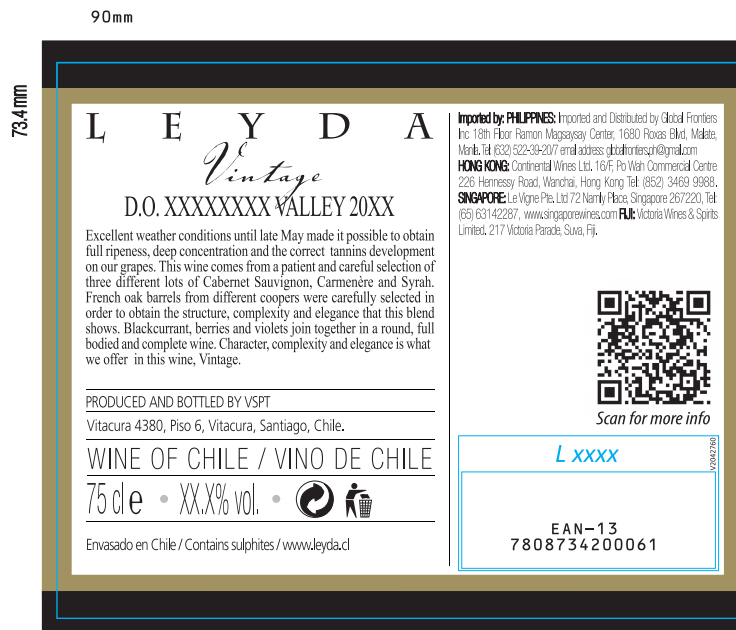 90mm
73.4mm
LEYDA
Vintage
D.O. XXXXXXXX VALLEY 20XX
Excellent weather conditions until late May made it possible to obtain
full ripeness, deep concentration and the correct tannins development
on our grapes. This wine comes from a patient and careful selection of
three different lots of Cabernet Sauvignon, Carmenère and Syrah.
French oak barrels from different coopers were carefully selected in
order to obtain the structure, complexity and elegance that this blend
shows. Blackcurrant, berries and violets join together in a round, full
bodied and complete wine. Character, complexity and elegance is what
we offer in this wine, Vintage.
PRODUCED AND BOTTLED BY VSPT
Vitacura 4380, Piso 6, Vitacura, Santiago, Chile.
WINE OF CHILE / VINO DE CHILE
75 cl e • XX.X% vol. •
Envasado en Chile / Contains sulphites / www.leyda.cl
Imported by: PHILIPPINES: Imported and Distributed by Global Frontiers
Inc 18th Floor Ramon Magsaysay Center, 1680 Roxas Blvd, Malate,
Manila. Tel: (632) 522-39-20/7 email address: globalfrontiers.ph@gmail.com
HONG KONG: Continental Wines Ltd. 16/F, Po Wah Commercial Centre
226 Hennessy Road, Wanchai, Hong Kong Tel: (852) 3469 9988.
SINGAPORE: Le Vigne Pte. Ltd 72 Namly Place, Singapore 267220, Tel:
(65) 63142287, www.singaporewines.com FIJI: Victoria Wines & Spirits
Limited. 217 Victoria Parade, Suva, Fiji.
Scan for more info
L xxxx
V2042760
EAN-13
7808734200061